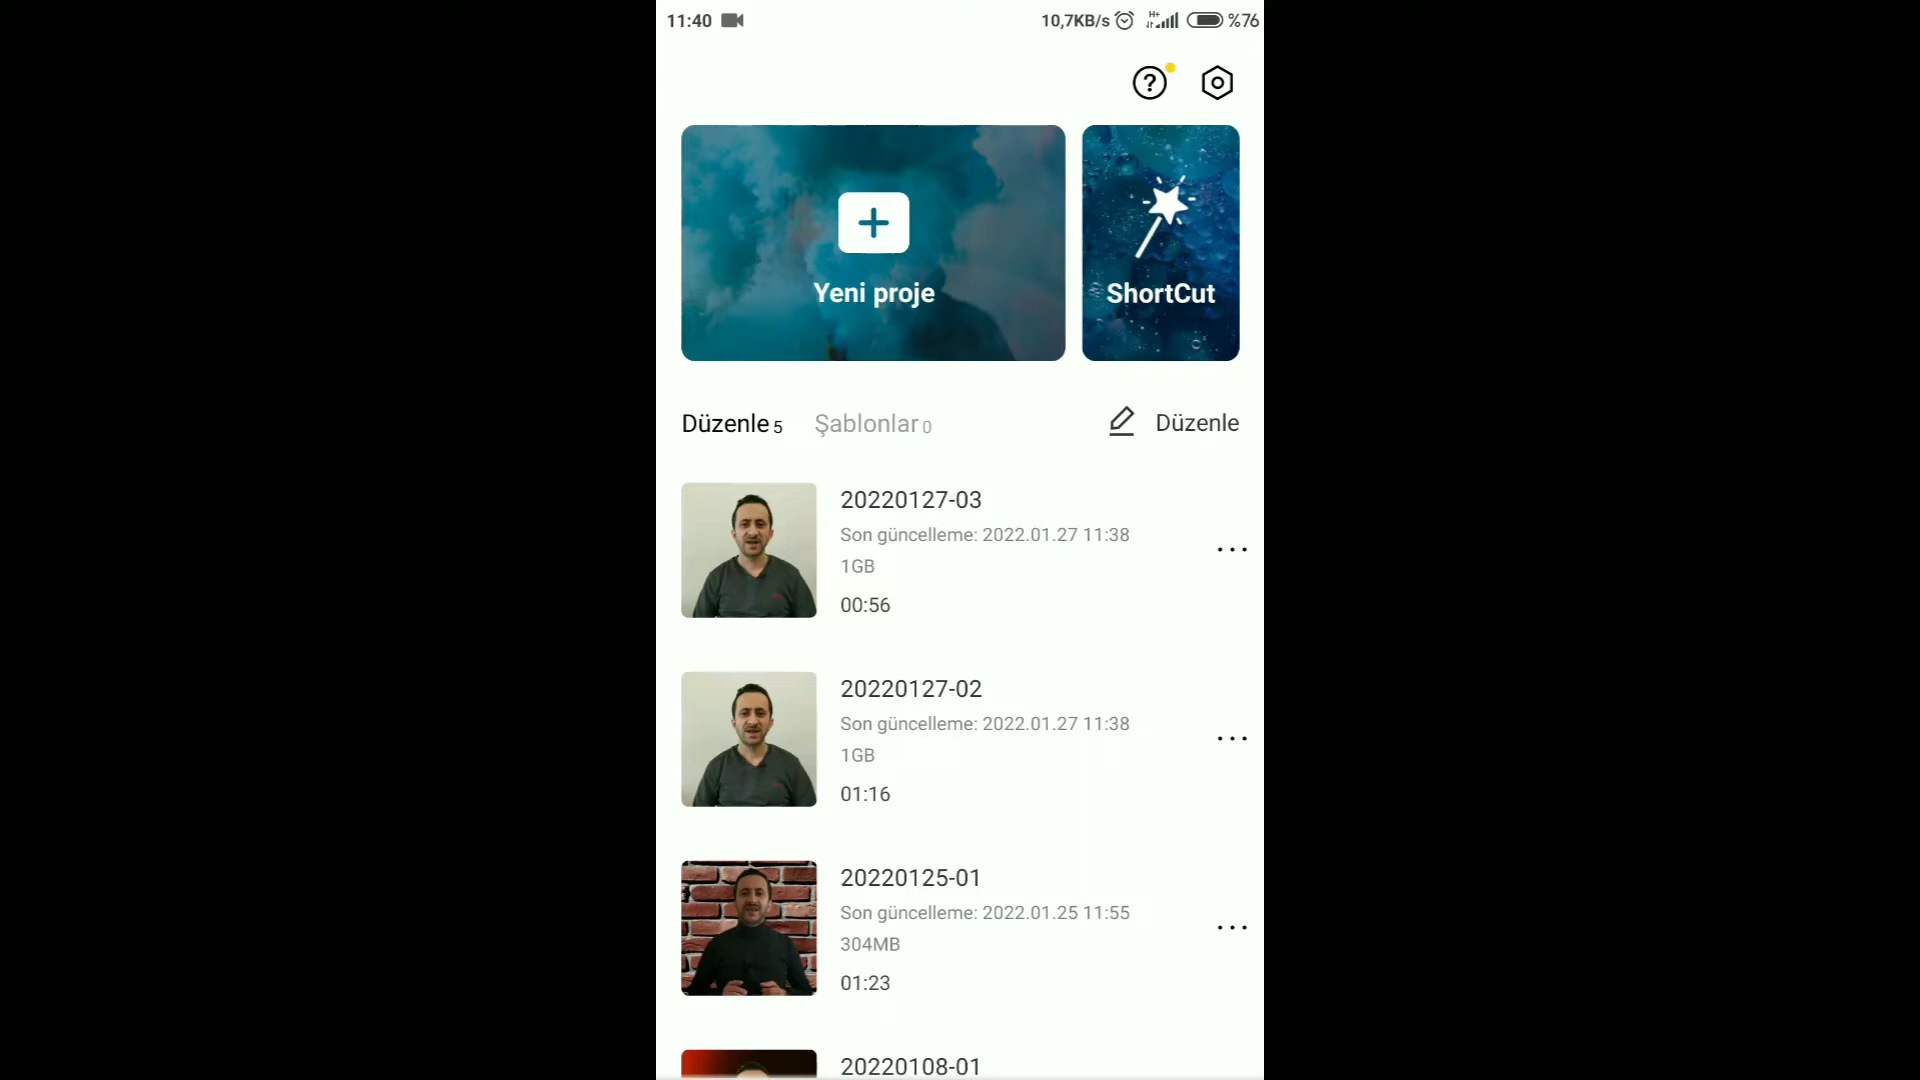 11:40
10,7KB/s H+ %76
Yeni proje
ShortCut
Düzenle 5 Şablonlar 0 Düzenle
20220127-03
Son güncelleme: 2022.01.27 11:38
1GB
00:56
20220127-02
Son güncelleme: 2022.01.27 11:38
1GB
01:16
20220125-01
Son güncelleme: 2022.01.25 11:55
304MB
01:23
20220108-01